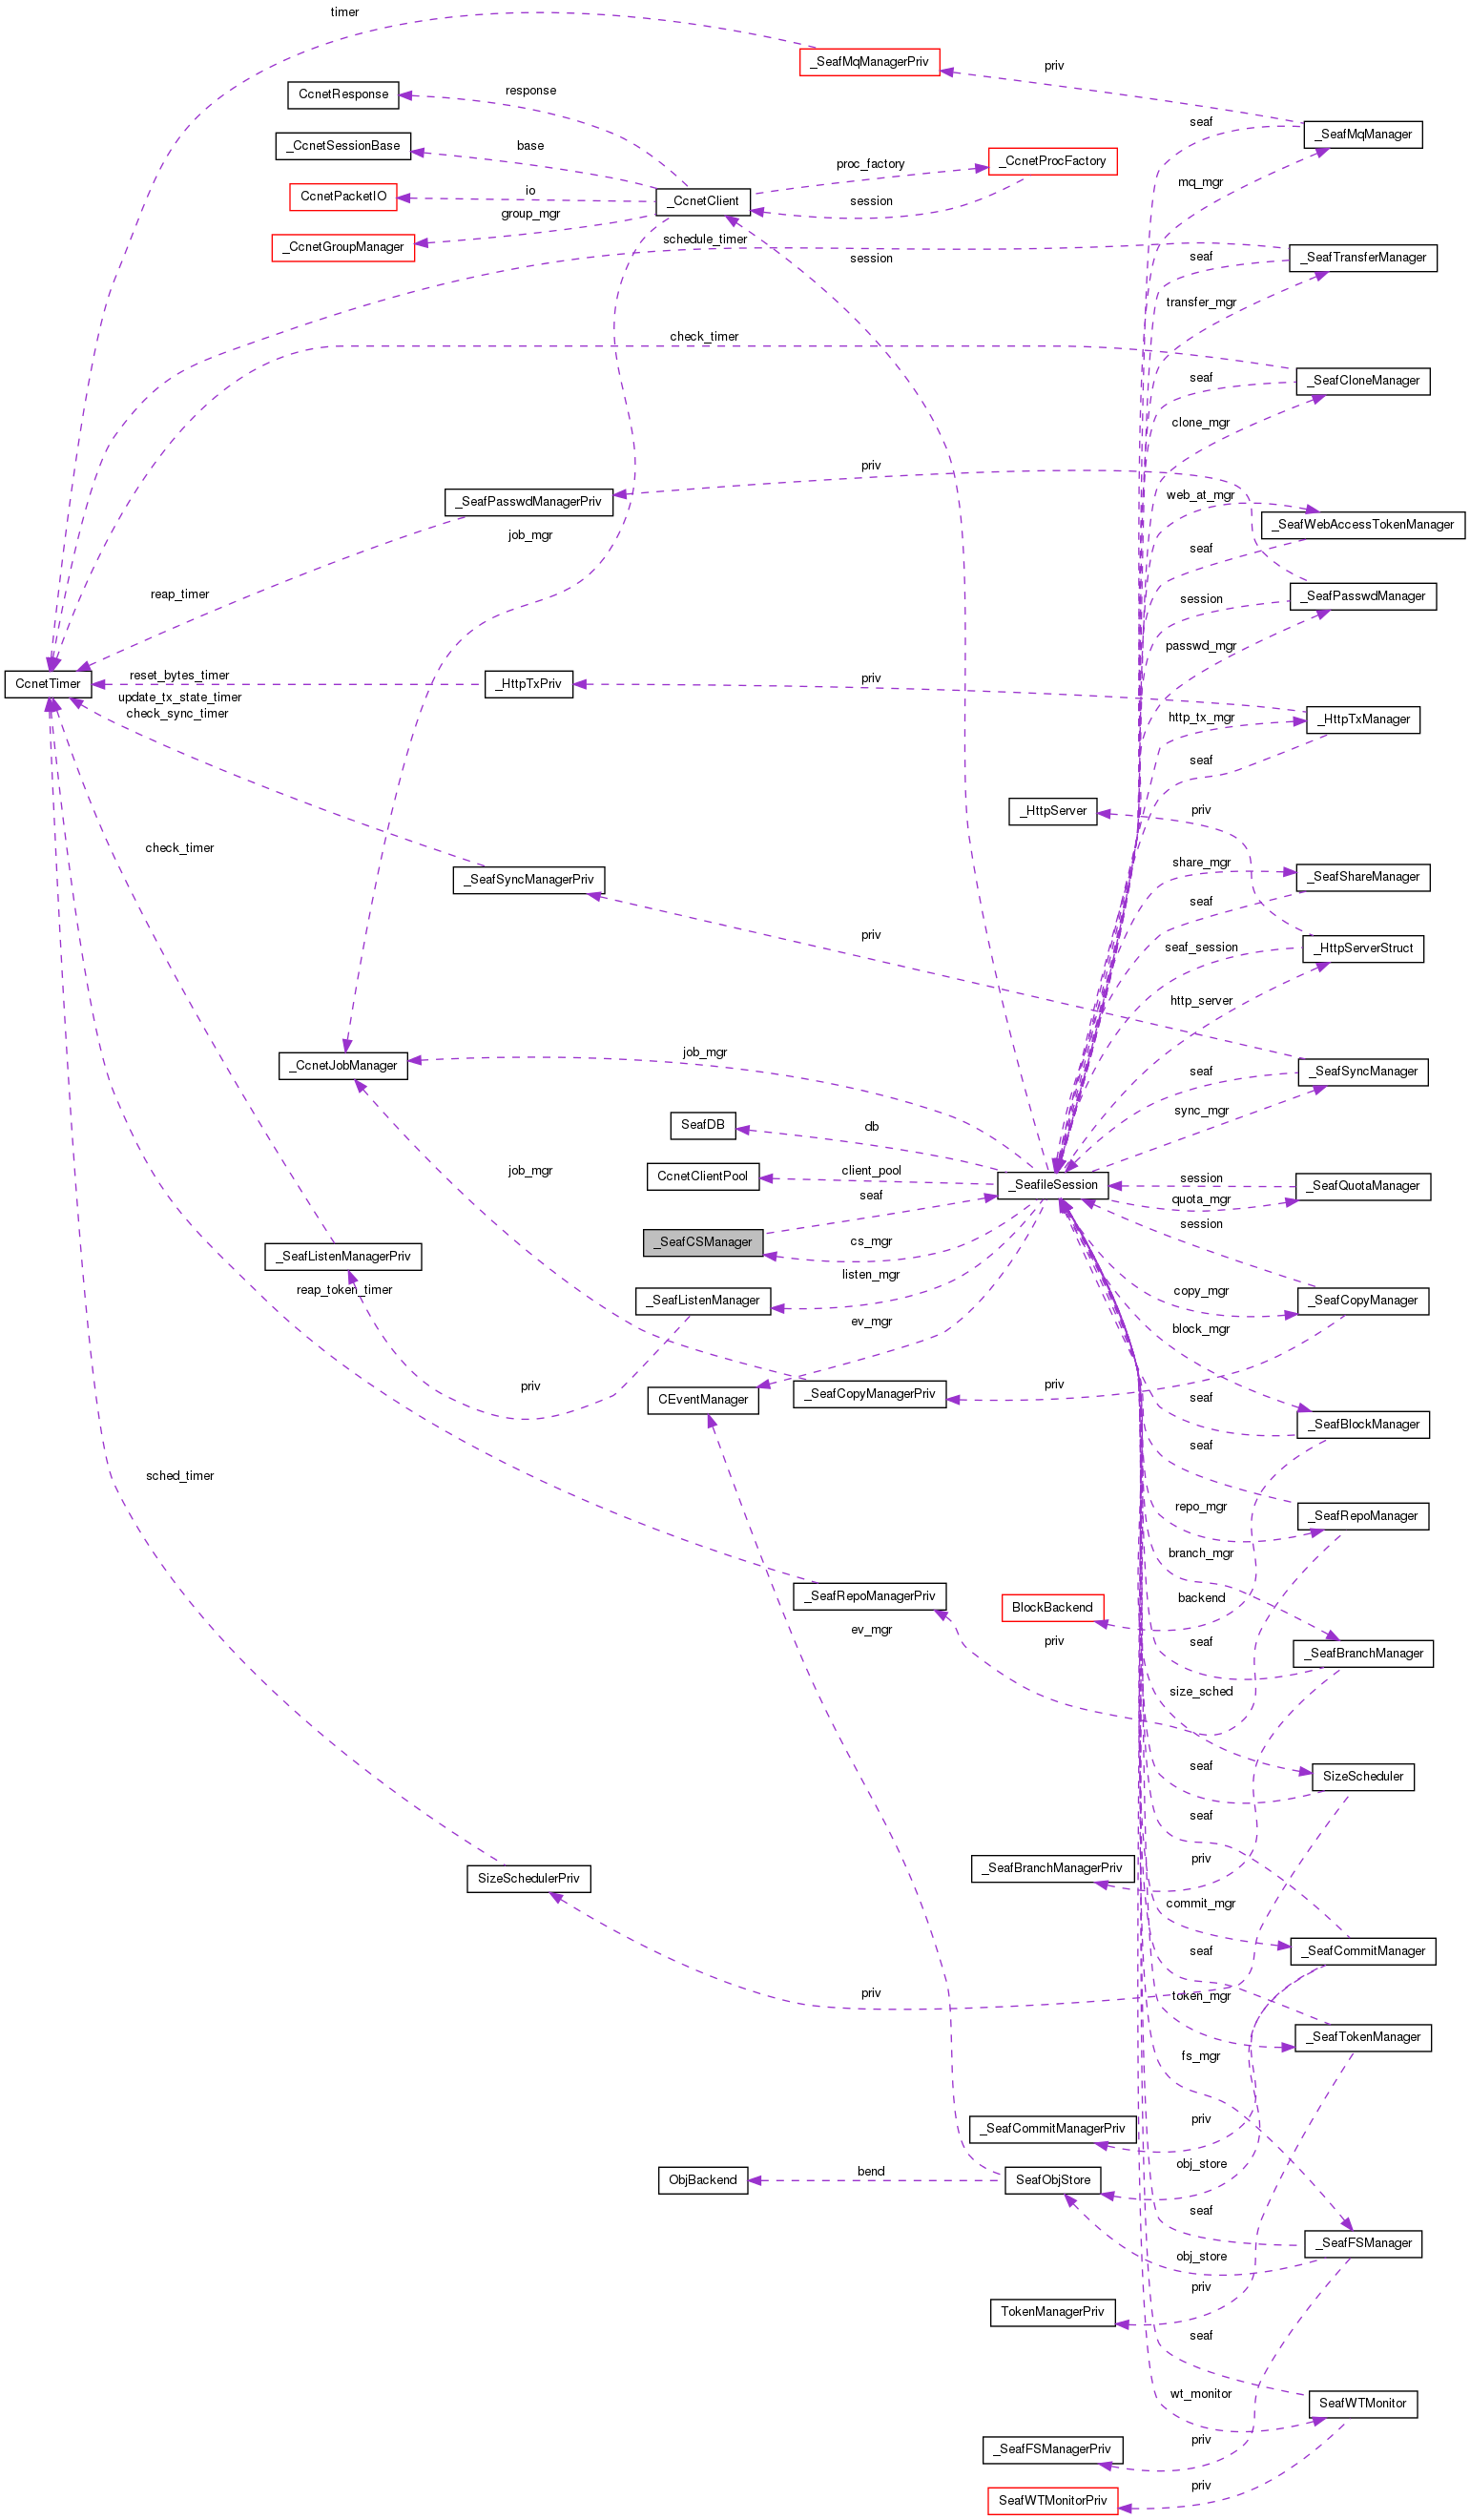 timer
_SeafMqManagerPriv
priv
CcnetResponse
response
_SeafMqManager
seaf
_CcnetSessionBase
base
proc_factory
_CcnetProcFactory
mq_mgr
CcnetPacketIO
io
_CcnetClient
session
group_mgr
_CcnetGroupManager
schedule_timer
session
seaf
_SeafTransferManager
transfer_mgr
check_timer
seaf
_SeafCloneManager
clone_mgr
priv
_SeafPasswdManagerPriv
web_at_mgr
_SeafWebAccessTokenManager
job_mgr
seaf
reap_timer
session
_SeafPasswdManager
passwd_mgr
CcnetTimer
reset_bytes_timer
_HttpTxPriv
priv
update_tx_state_timer
check_sync_timer
http_tx_mgr
_HttpTxManager
seaf
_HttpServer
priv
check_timer
share_mgr
_SeafShareManager
_SeafSyncManagerPriv
seaf
priv
seaf_session
_HttpServerStruct
http_server
_CcnetJobManager
job_mgr
seaf
_SeafSyncManager
sync_mgr
SeafDB
db
CcnetClientPool
client_pool
job_mgr
_SeafileSession
session
_SeafQuotaManager
quota_mgr
seaf
_SeafCSManager
cs_mgr
session
_SeafListenManagerPriv
listen_mgr
reap_token_timer
_SeafListenManager
ev_mgr
copy_mgr
_SeafCopyManager
block_mgr
priv
CEventManager
_SeafCopyManagerPriv
priv
seaf
_SeafBlockManager
seaf
sched_timer
repo_mgr
_SeafRepoManager
branch_mgr
_SeafRepoManagerPriv
BlockBackend
backend
ev_mgr
priv
seaf
_SeafBranchManager
size_sched
seaf
SizeScheduler
seaf
_SeafBranchManagerPriv
priv
SizeSchedulerPriv
commit_mgr
seaf
_SeafCommitManager
priv
token_mgr
_SeafTokenManager
fs_mgr
_SeafCommitManagerPriv
priv
ObjBackend
bend
SeafObjStore
obj_store
seaf
_SeafFSManager
obj_store
TokenManagerPriv
priv
seaf
wt_monitor
SeafWTMonitor
_SeafFSManagerPriv
priv
SeafWTMonitorPriv
priv